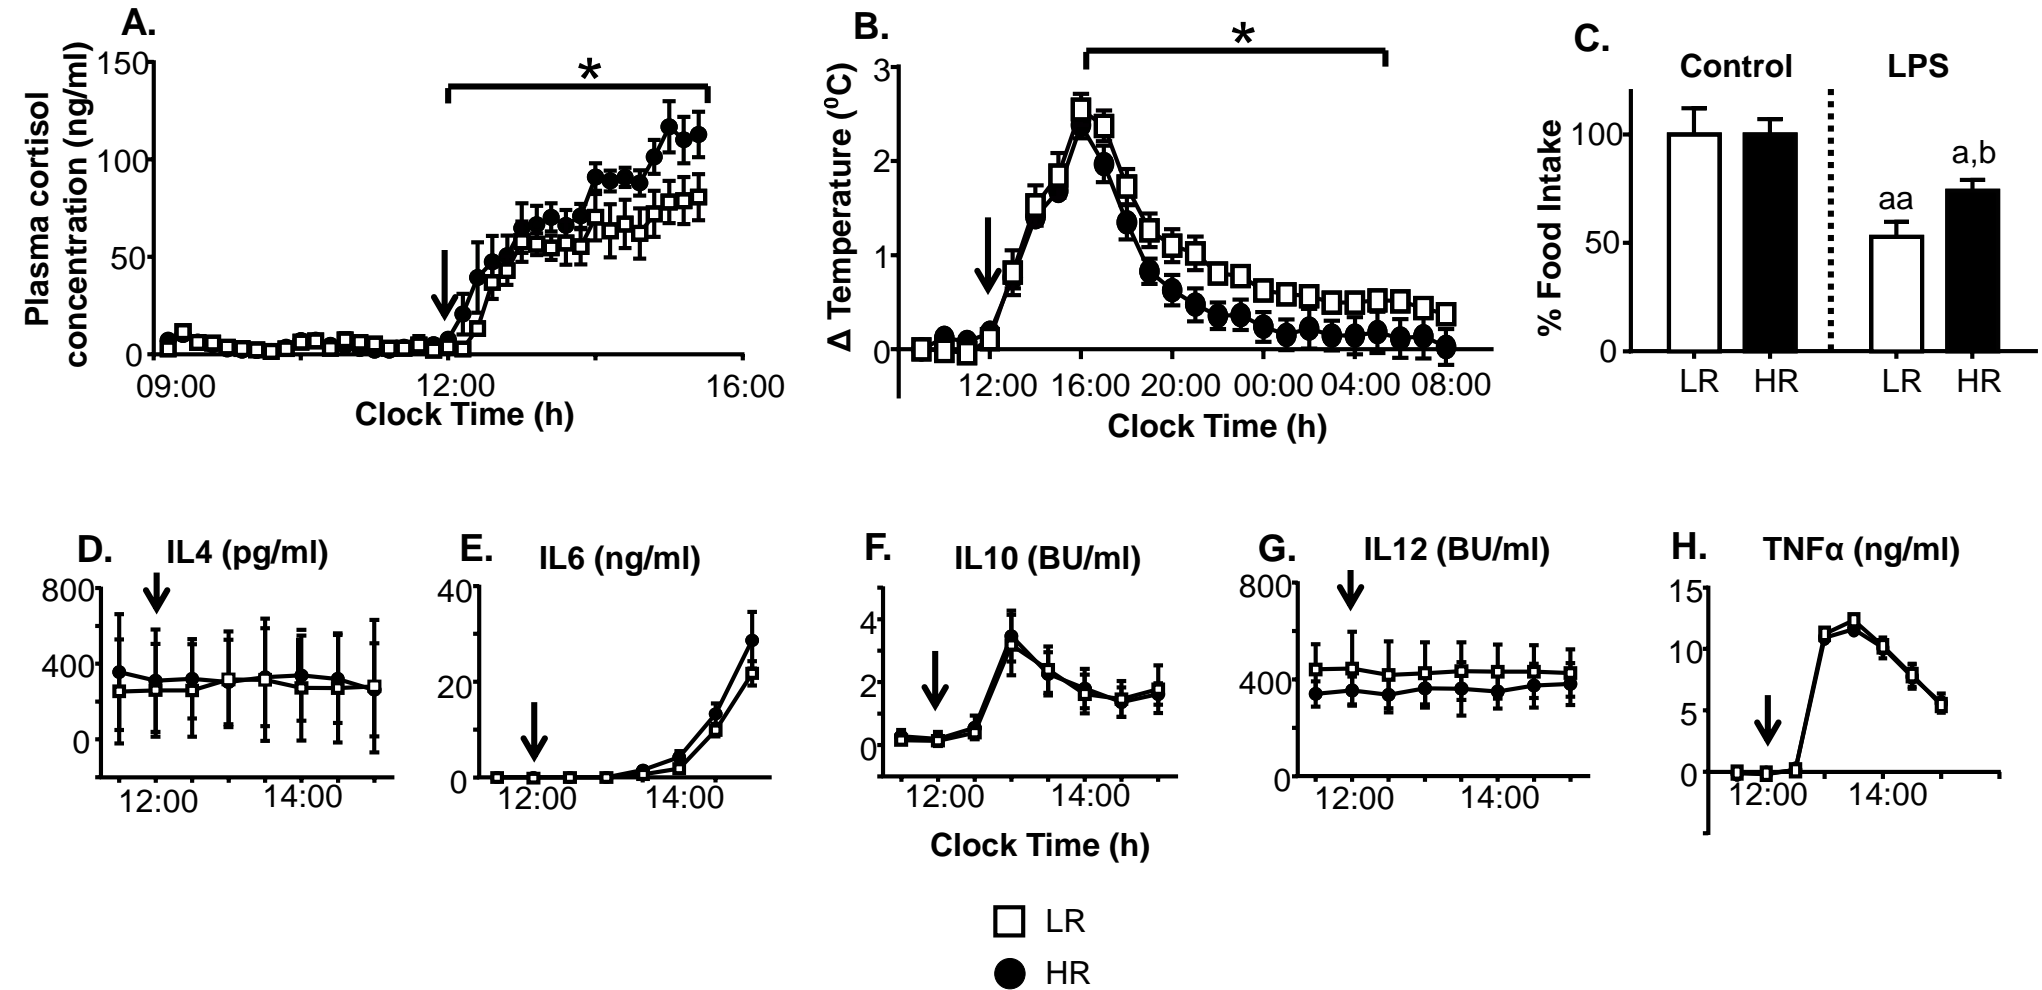 A.
Plasma cortisol
concentration (ng/ml)
150
100
50
0
*
09:00 12:00 16:00
Clock Time (h)
B.
Δ Temperature (⁰C)
3
2
1
0
*
12:00 16:00 20:00 00:00 04:00 08:00
Clock Time (h)
C.
Control LPS
% Food Intake
100
50
0
aa
a,b
LR HR LR HR
D. IL4 (pg/ml)
800
400
0
12:00 14:00
E. IL6 (ng/ml)
40
20
0
12:00 14:00
F. IL10 (BU/ml)
4
2
0
12:00 14:00
G. IL12 (BU/ml)
800
400
0
12:00 14:00
H. TNFα (ng/ml)
15
10
5
0
12:00 14:00
Clock Time (h)
LR
HR